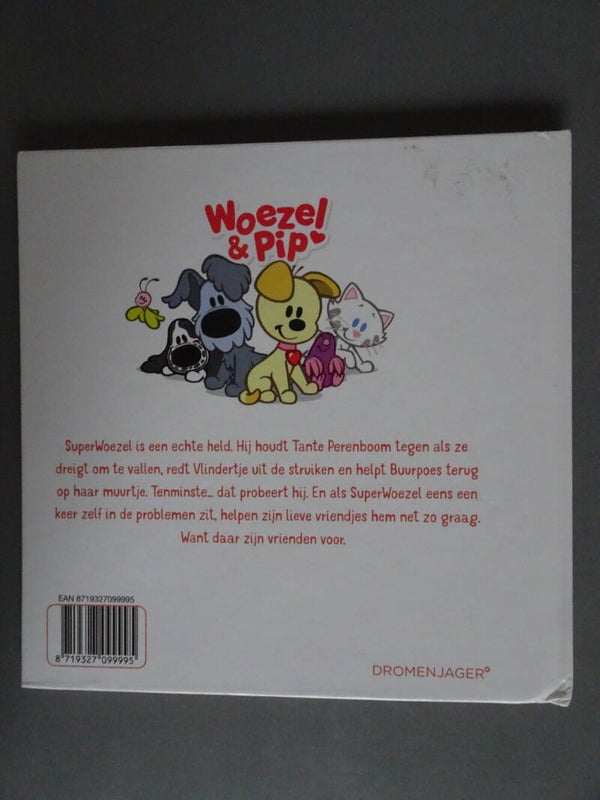 Woezel
& Pip
SuperWoezel is een echte held. Hij houdt Tante Perenboom tegen als ze
dreigt om te vallen, redt Vlindertje uit de struiken en helpt Buurpoes terug
op haar muurtje. Tenminste... dat probeert hij. En als SuperWoezel eens een
keer zelf in de problemen zit, helpen zijn lieve vriendjes hem net zo graag.
Want daar zijn vrienden voor.
EAN 8719327099995
8 719327 099995
DROMENJAGER°